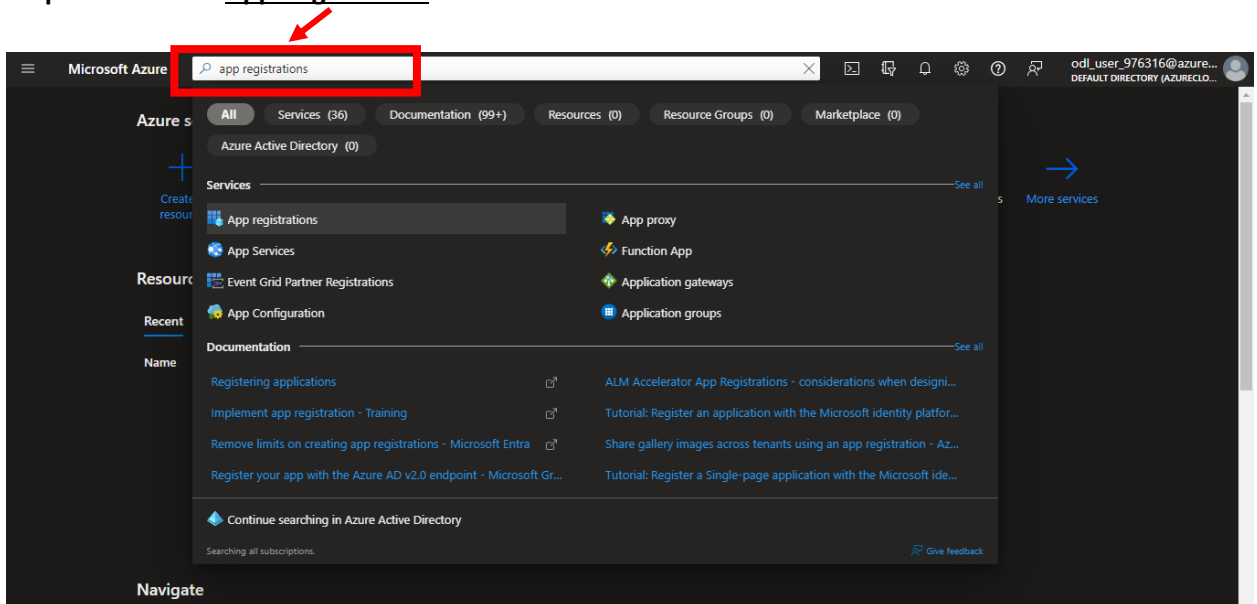 Microsoft Azure
app registrations
odl_user_976316@azure...
DEFAULT DIRECTORY (AZURECLO...
All
Services (36)
Documentation (99+)
Resources (0)
Resource Groups (0)
Marketplace (0)
Azure Active Directory (0)
Azure s
Create
resour
s
More services
Services
See all
App registrations
App proxy
App Services
Function App
Event Grid Partner Registrations
Application gateways
App Configuration
Application groups
Resourc
Recent
Name
Documentation
See all
Registering applications
ALM Accelerator App Registrations - considerations when designi...
Implement app registration - Training
Tutorial: Register an application with the Microsoft identity platfor...
Remove limits on creating app registrations - Microsoft Entra
Share gallery images across tenants using an app registration - Az...
Register your app with the Azure AD v2.0 endpoint - Microsoft Gr...
Tutorial: Register a Single-page application with the Microsoft ide...
Continue searching in Azure Active Directory
Searching all subscriptions.
Give feedback
Navigate